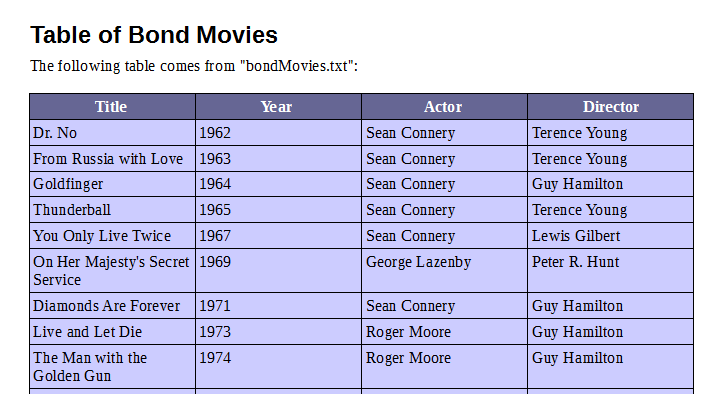 Table of Bond Movies
The following table comes from "bondMovies.txt":
Title Year Actor Director
Dr. No 1962 Sean Connery Terence Young
From Russia with Love 1963 Sean Connery Terence Young
Goldfinger 1964 Sean Connery Guy Hamilton
Thunderball 1965 Sean Connery Terence Young
You Only Live Twice 1967 Sean Connery Lewis Gilbert
On Her Majesty's Secret 1969 George Lazenby Peter R. Hunt
Service
Diamonds Are Forever 1971 Sean Connery Guy Hamilton
Live and Let Die 1973 Roger Moore Guy Hamilton
The Man with the 1974 Roger Moore Guy Hamilton
Golden Gun